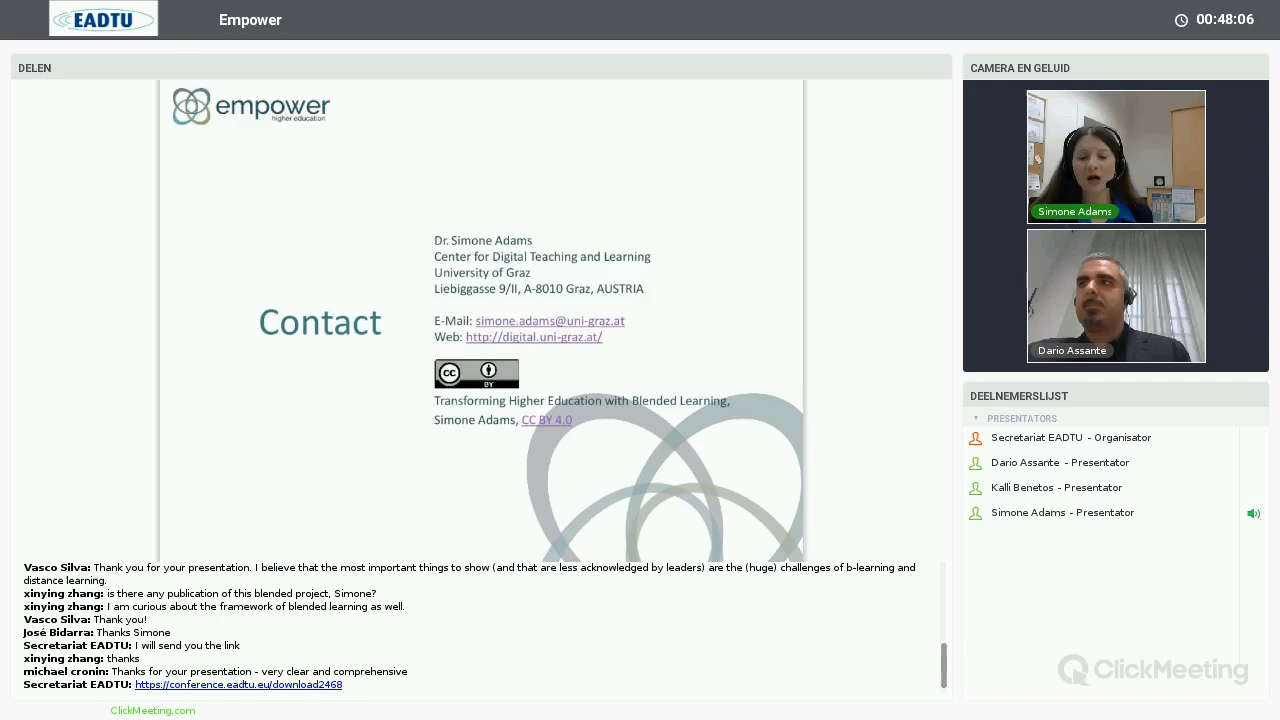 EADTU
Empower
00:48:06
DELEN
empower
higher education
Contact
Dr. Simone Adams
Center for Digital Teaching and Learning
University of Graz
Liebiggasse 9/II, A-8010 Graz, AUSTRIA
E-Mail: simone.adams@uni-graz.at
Web: http://digital.uni-graz.at/
CC
BY
Transforming Higher Education with Blended Learning,
Simone Adams, CC BY 4.0
Vasco Silva: Thank you for your presentation. I believe that the most important things to show (and that are less acknowledged by leaders) are the (huge) challenges of b-learning and
distance learning.
xinying zhang: is there any publication of this blended project, Simone?
xinying zhang: I am curious about the framework of blended learning as well.
Vasco Silva: Thank you!
José Bidarra: Thanks Simone
Secretariat EADTU: I will send you the link
xinying zhang: thanks
michael cronin: Thanks for your presentation - very clear and comprehensive
Secretariat EADTU: https://conference.eadtu.eu/download2468
ClickMeeting.com
CAMERA EN GELUID
Simone Adams
Dario Assante
DEELNEMERSLIJST
PRESENTATORS
Secretariat EADTU - Organisator
Dario Assante - Presentator
Kalli Benetos - Presentator
Simone Adams - Presentator
ClickMeeting